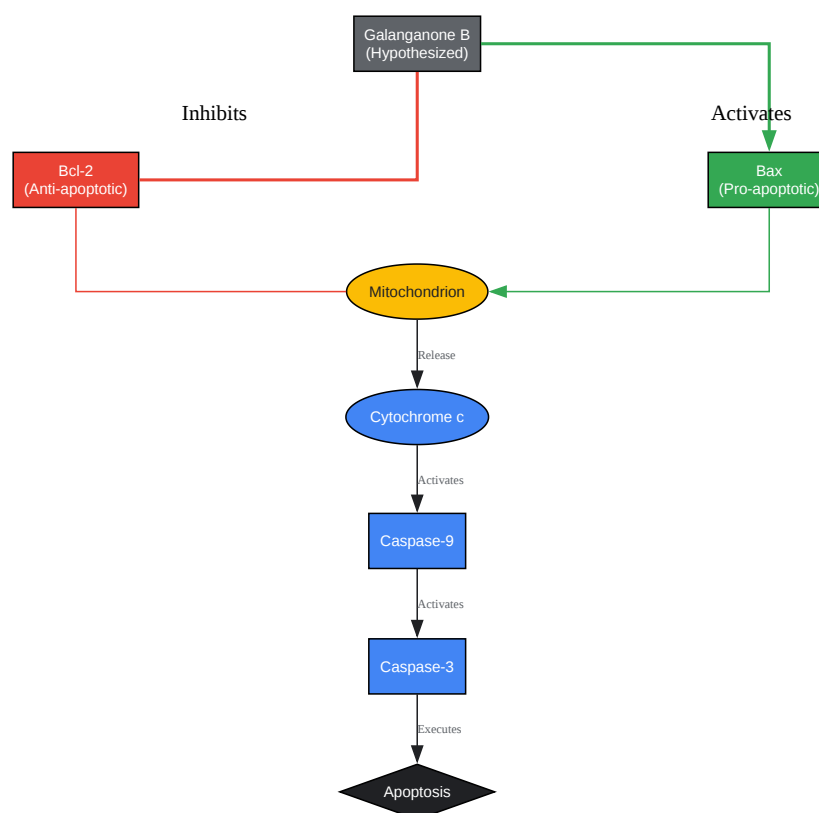 Galanganone B
(Hypothesized)
Inhibits
Activates
Bcl-2
(Anti-apoptotic)
Bax
(Pro-apoptotic)
Mitochondrion
Release
Cytochrome c
Activates
Caspase-9
Activates
Caspase-3
Executes
Apoptosis